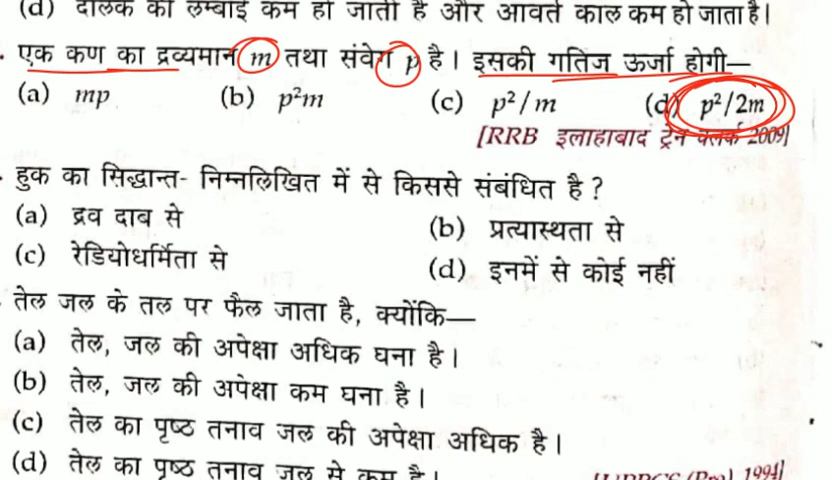 (d) दोलक की लम्बाई कम हो जाती है और आवर्त काल कम हो जाता है।
एक कण का द्रव्यमान m तथा संवेग p है। इसकी गतिज ऊर्जा होगी—
(a) mp (b) p²m (c) p²/m (d) p²/2m
[RRB इलाहाबाद ट्रेन क्लर्क 2009]
हुक का सिद्धान्त- निम्नलिखित में से किससे संबंधित है ?
(a) द्रव दाब से (b) प्रत्यास्थता से
(c) रेडियोधर्मिता से (d) इनमें से कोई नहीं
तेल जल के तल पर फैल जाता है, क्योंकि—
(a) तेल, जल की अपेक्षा अधिक घना है।
(b) तेल, जल की अपेक्षा कम घना है।
(c) तेल का पृष्ठ तनाव जल की अपेक्षा अधिक है।
(d) तेल का पृष्ठ तनाव जल से कम है।
[UPPCS (Pre) 1994]